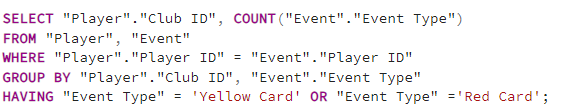 SELECT "Player"."Club ID", COUNT("Event"."Event Type")
FROM "Player", "Event"
WHERE "Player"."Player ID" = "Event"."Player ID"
GROUP BY "Player"."Club ID", "Event"."Event Type"
HAVING "Event Type" = 'Yellow Card' OR "Event Type" ='Red Card';